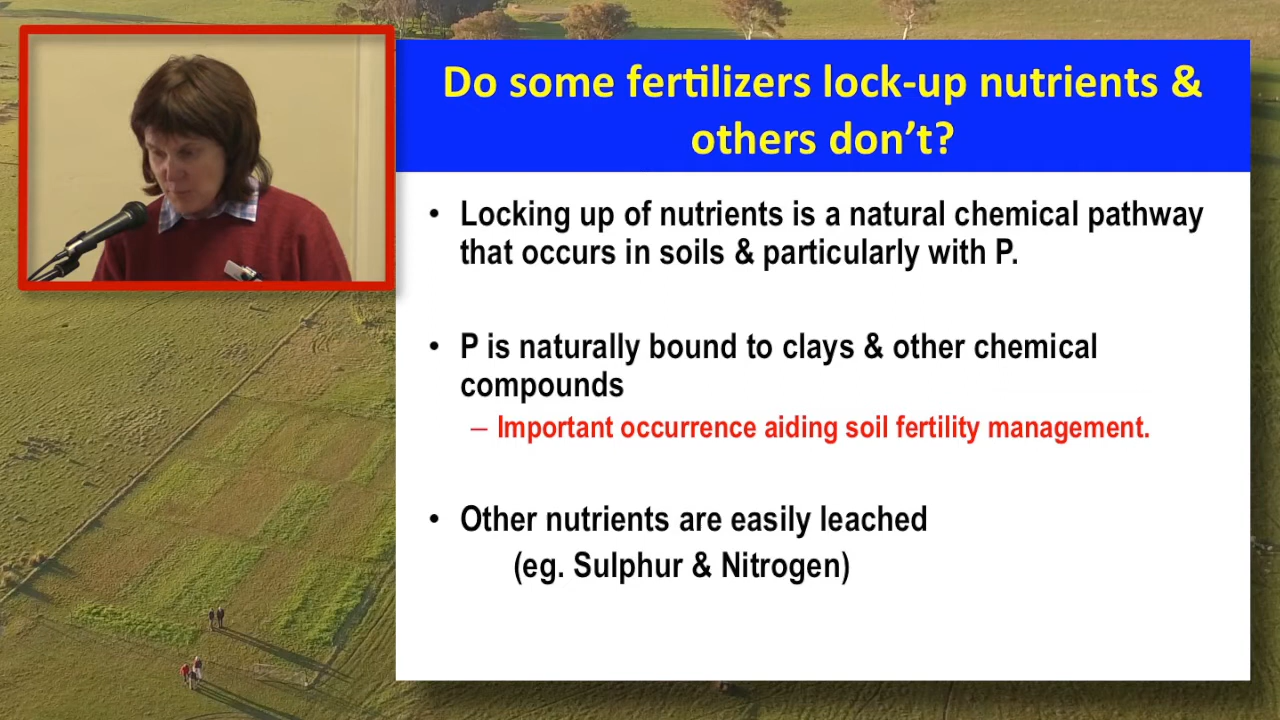 Do some fertilizers lock-up nutrients &
others don't?
• Locking up of nutrients is a natural chemical pathway
that occurs in soils & particularly with P.
• P is naturally bound to clays & other chemical
compounds
– Important occurrence aiding soil fertility management.
• Other nutrients are easily leached
(eg. Sulphur & Nitrogen)